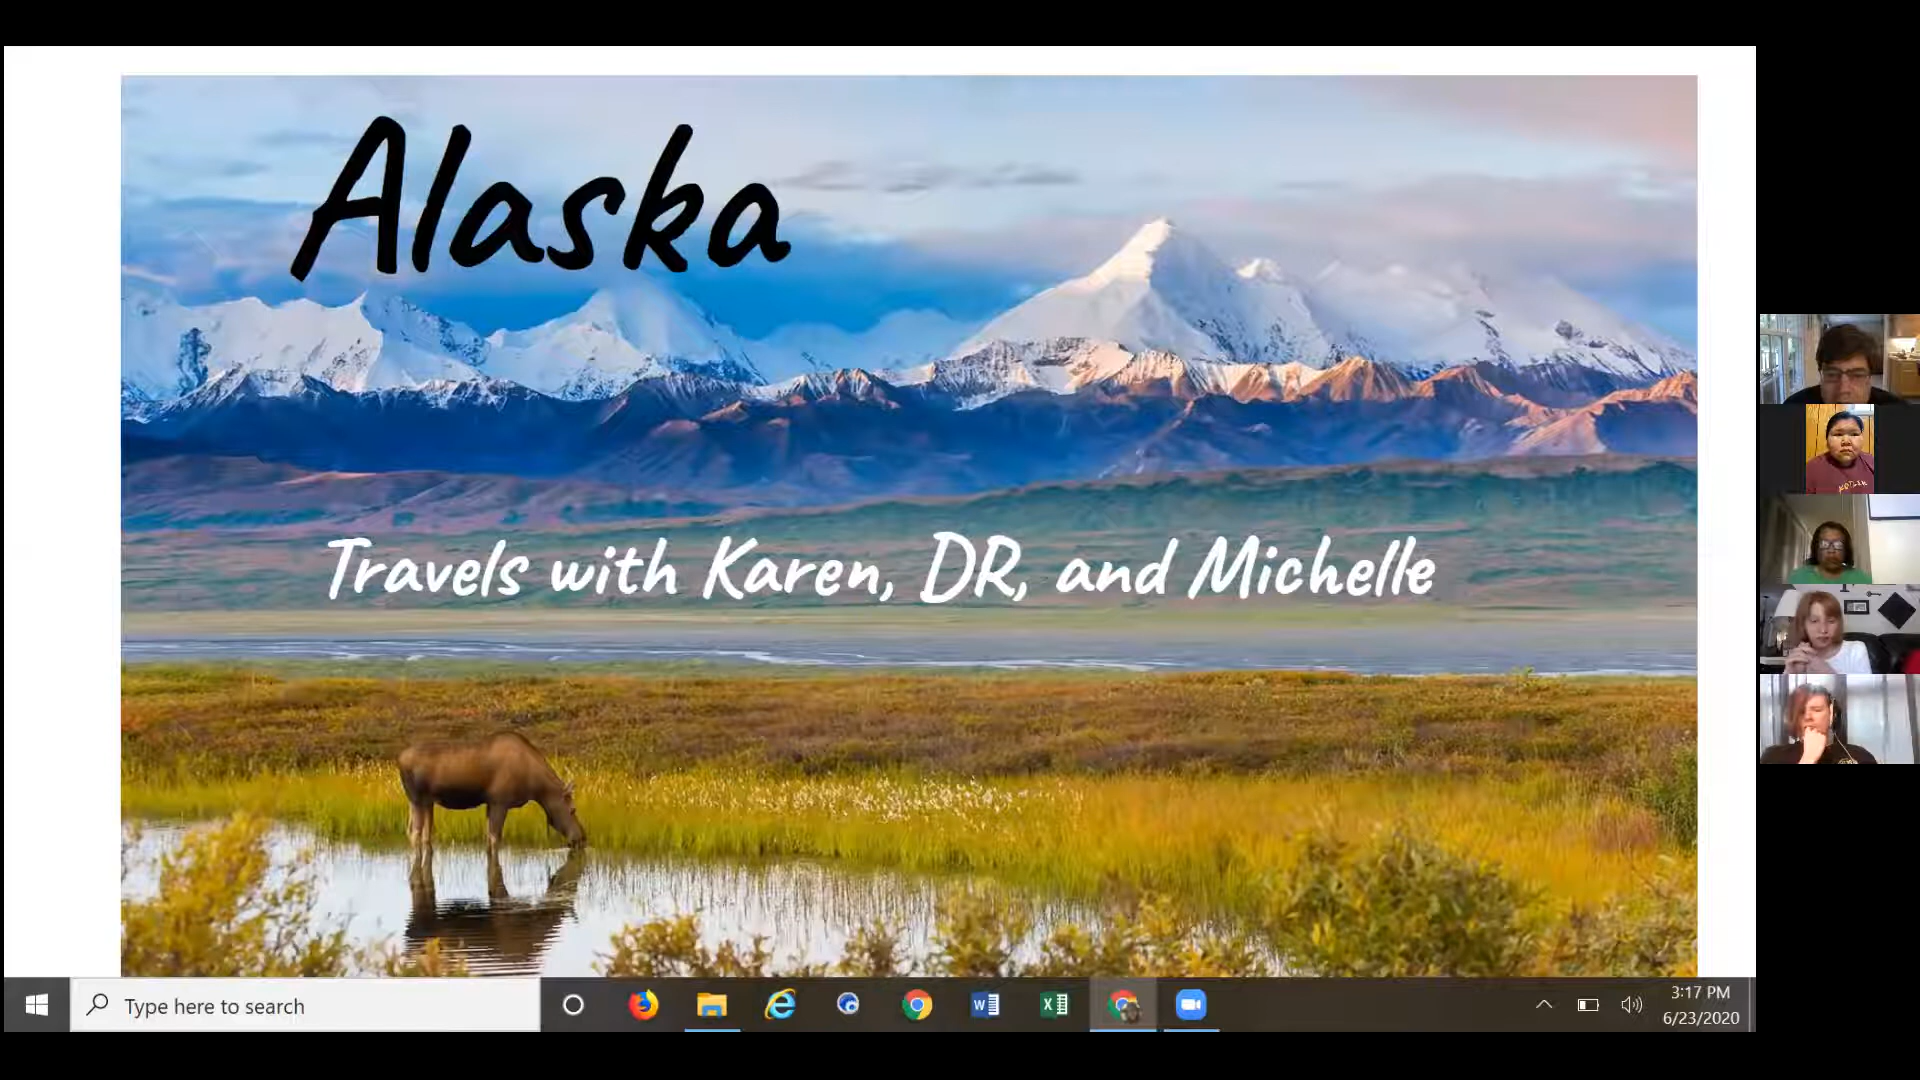 Alaska
Travels with Karen, DR, and Michelle
Type here to search
3:17 PM
6/23/2020